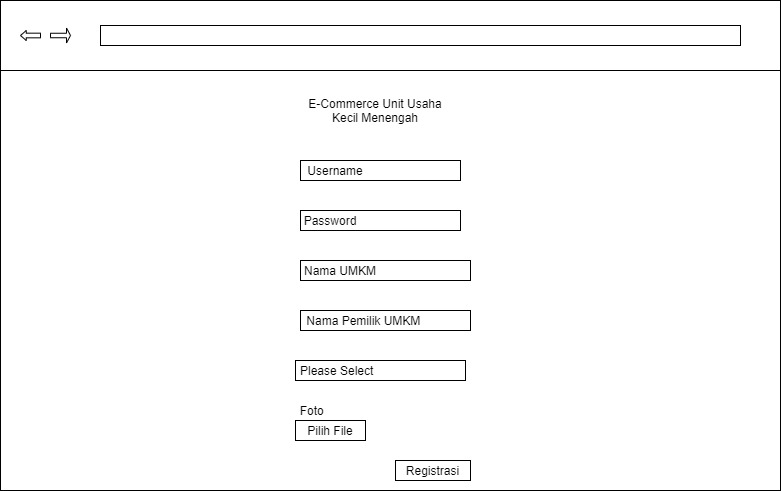 E-Commerce Unit Usaha
Kecil Menengah
Username
Password
Nama UMKM
Nama Pemilik UMKM
Please Select
Foto
Pilih File
Registrasi